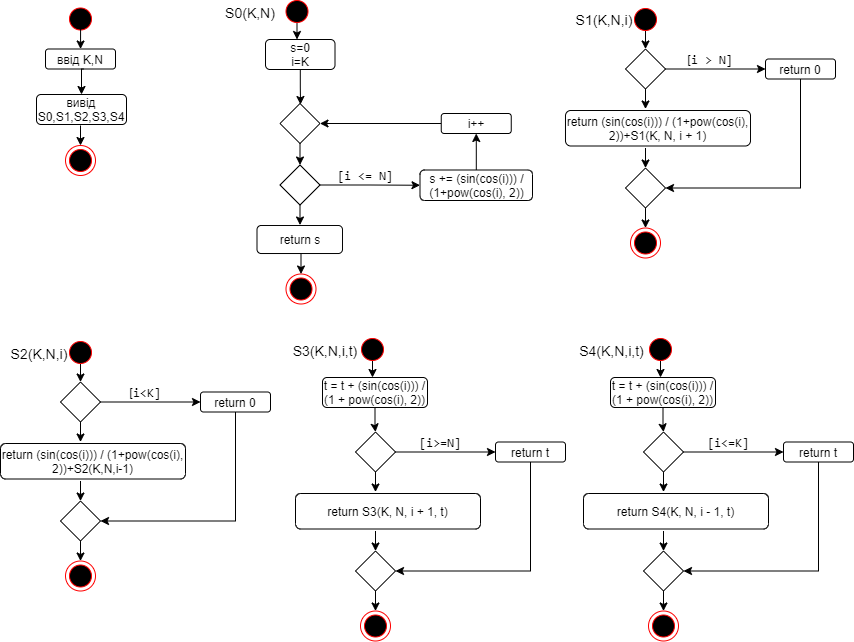 ввід K,N
вивід
S0,S1,S2,S3,S4
S0(K,N)
s=0
i=K
i++
[i <= N]
s += (sin(cos(i))) /
(1+pow(cos(i), 2))
return s
S1(K,N,i)
[i > N]
return 0
return (sin(cos(i))) / (1+pow(cos(i),
2))+S1(K, N, i + 1)
S2(K,N,i)
[i<K]
return 0
return (sin(cos(i))) / (1+pow(cos(i),
2))+S2(K,N,i-1)
S3(K,N,i,t)
t = t + (sin(cos(i))) /
(1 + pow(cos(i), 2))
[i>=N]
return t
return S3(K, N, i + 1, t)
S4(K,N,i,t)
t = t + (sin(cos(i))) /
(1 + pow(cos(i), 2))
[i<=K]
return t
return S4(K, N, i - 1, t)